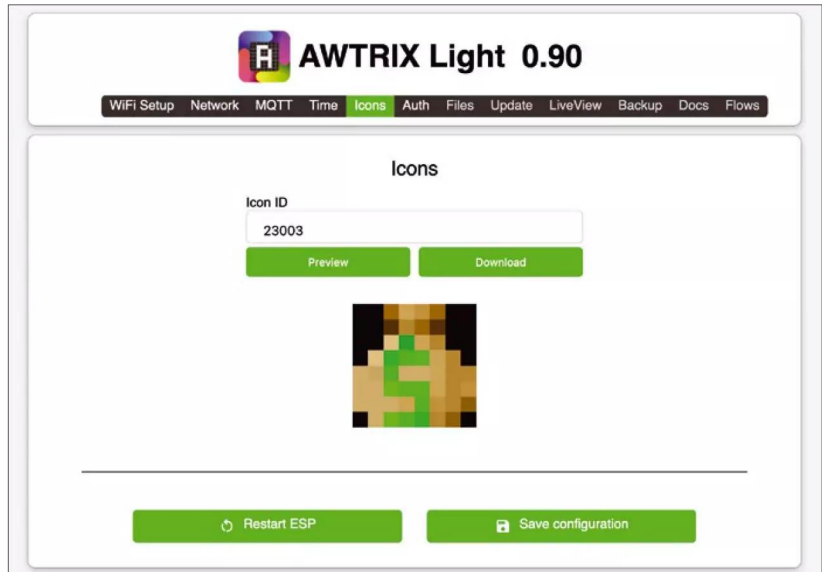 AWTRIX Light 0.90
WiFi Setup Network MQTT Time Icons Auth Files Update LiveView Backup Docs Flows
Icons
Icon ID
23003
Preview Download
Restart ESP Save configuration